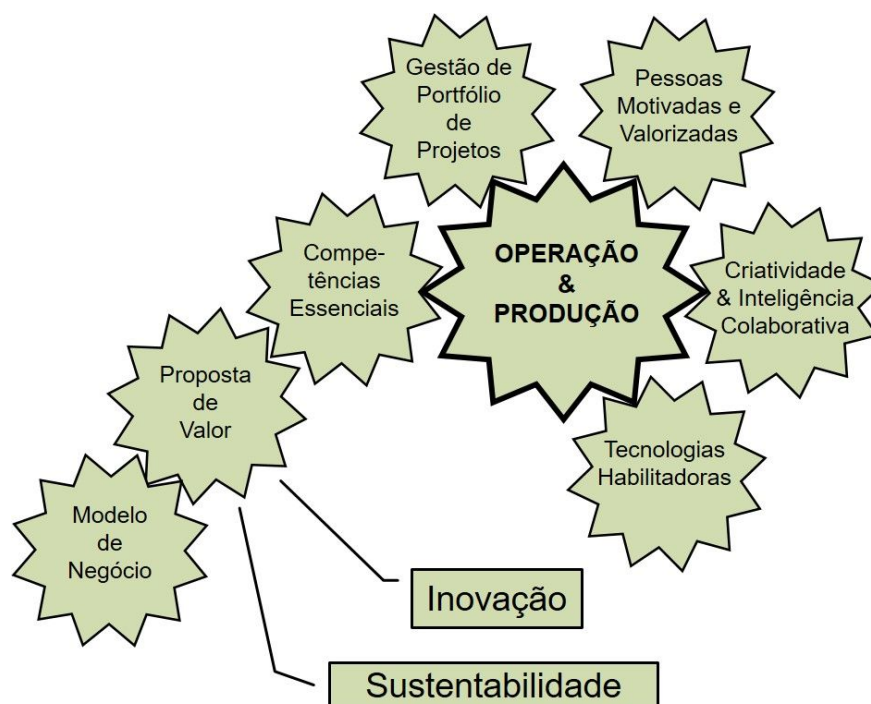 Gestão de
Portfólio
de
Projetos
Pessoas
Motivadas e
Valorizadas
Compe-
tências
Essenciais
OPERAÇÃO
&
PRODUÇÃO
Criatividade
& Inteligência
Colaborativa
Proposta
de
Valor
Tecnologias
Habilitadoras
Modelo
de
Negócio
Inovação
Sustentabilidade